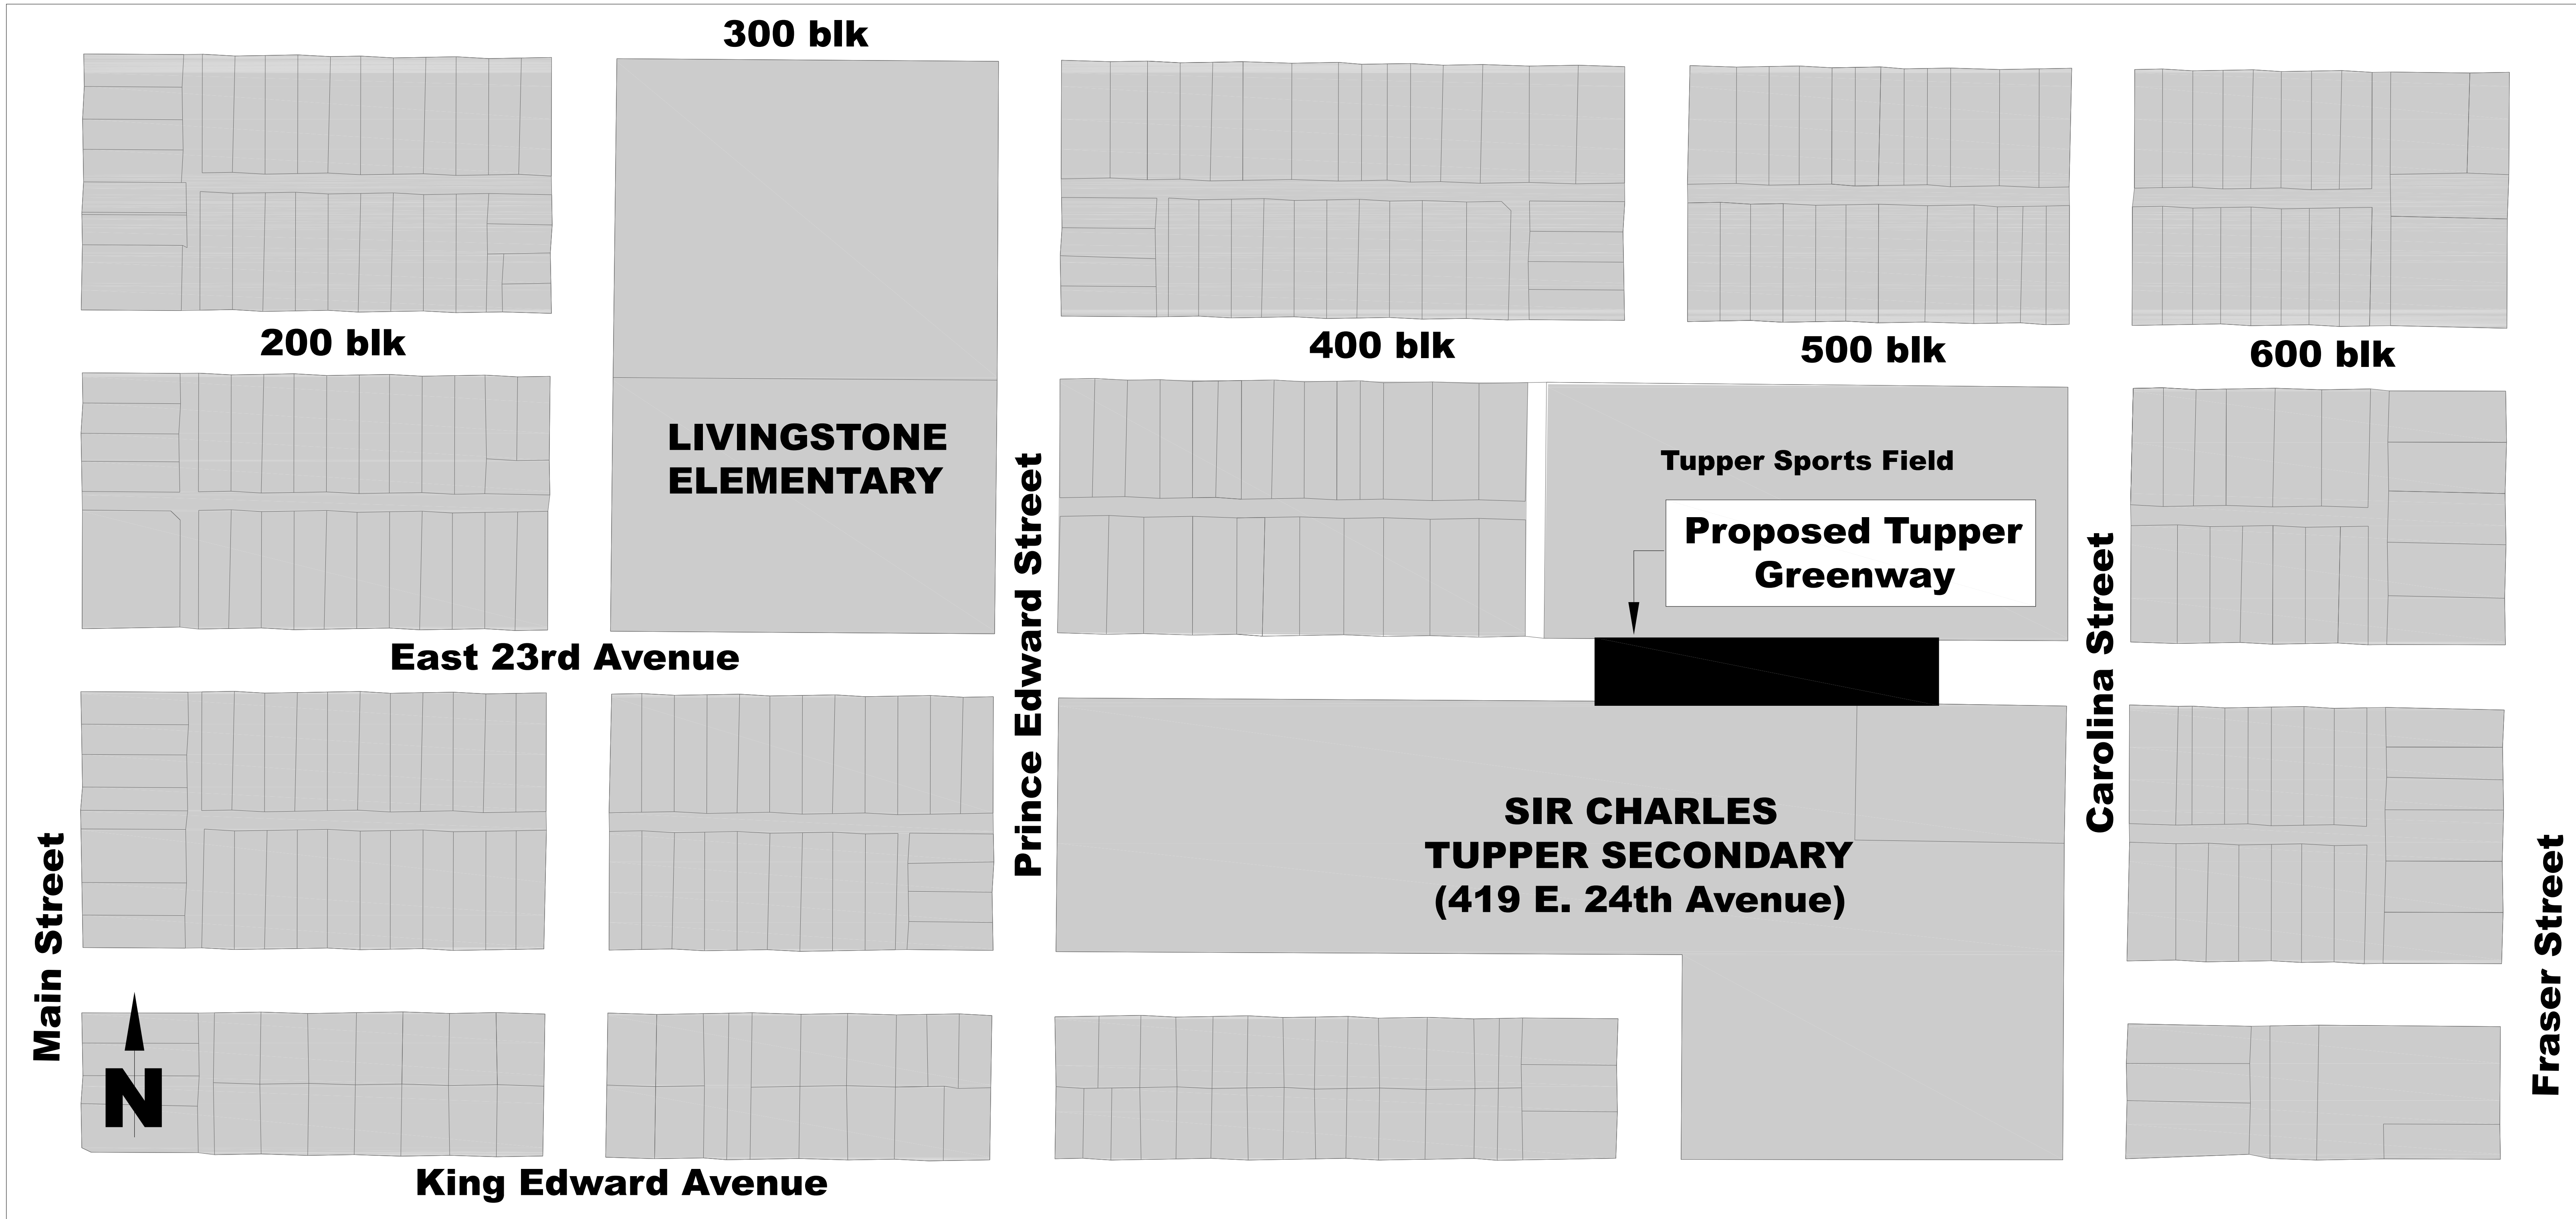 300 blk
200 blk
400 blk
500 blk
600 blk
LIVINGSTONE
ELEMENTARY
Tupper Sports Field
Proposed Tupper
Greenway
East 23rd Avenue
Prince Edward Street
Carolina Street
SIR CHARLES
TUPPER SECONDARY
(419 E. 24th Avenue)
Main Street
Fraser Street
N
King Edward Avenue